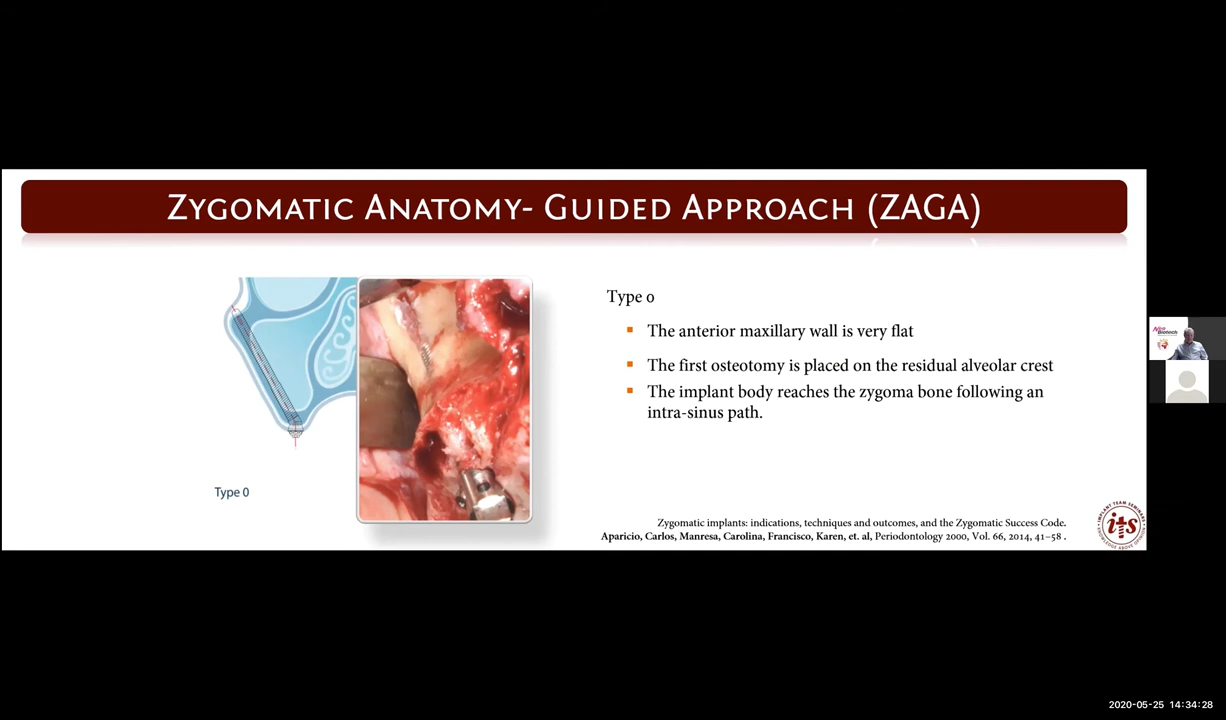 ZYGOMATIC ANATOMY- GUIDED APPROACH (ZAGA)
Type 0
The anterior maxillary wall is very flat
The first osteotomy is placed on the residual alveolar crest
The implant body reaches the zygoma bone following an
intra-sinus path.
Type 0
Zygomatic implants: indications, techniques and outcomes, and the Zygomatic Success Code.
Aparicio, Carlos, Manresa, Carolina, Francisco, Karen, et. al, Periodontology 2000, Vol. 66, 2014, 41–58 .
its
2020-05-25 14:34:28